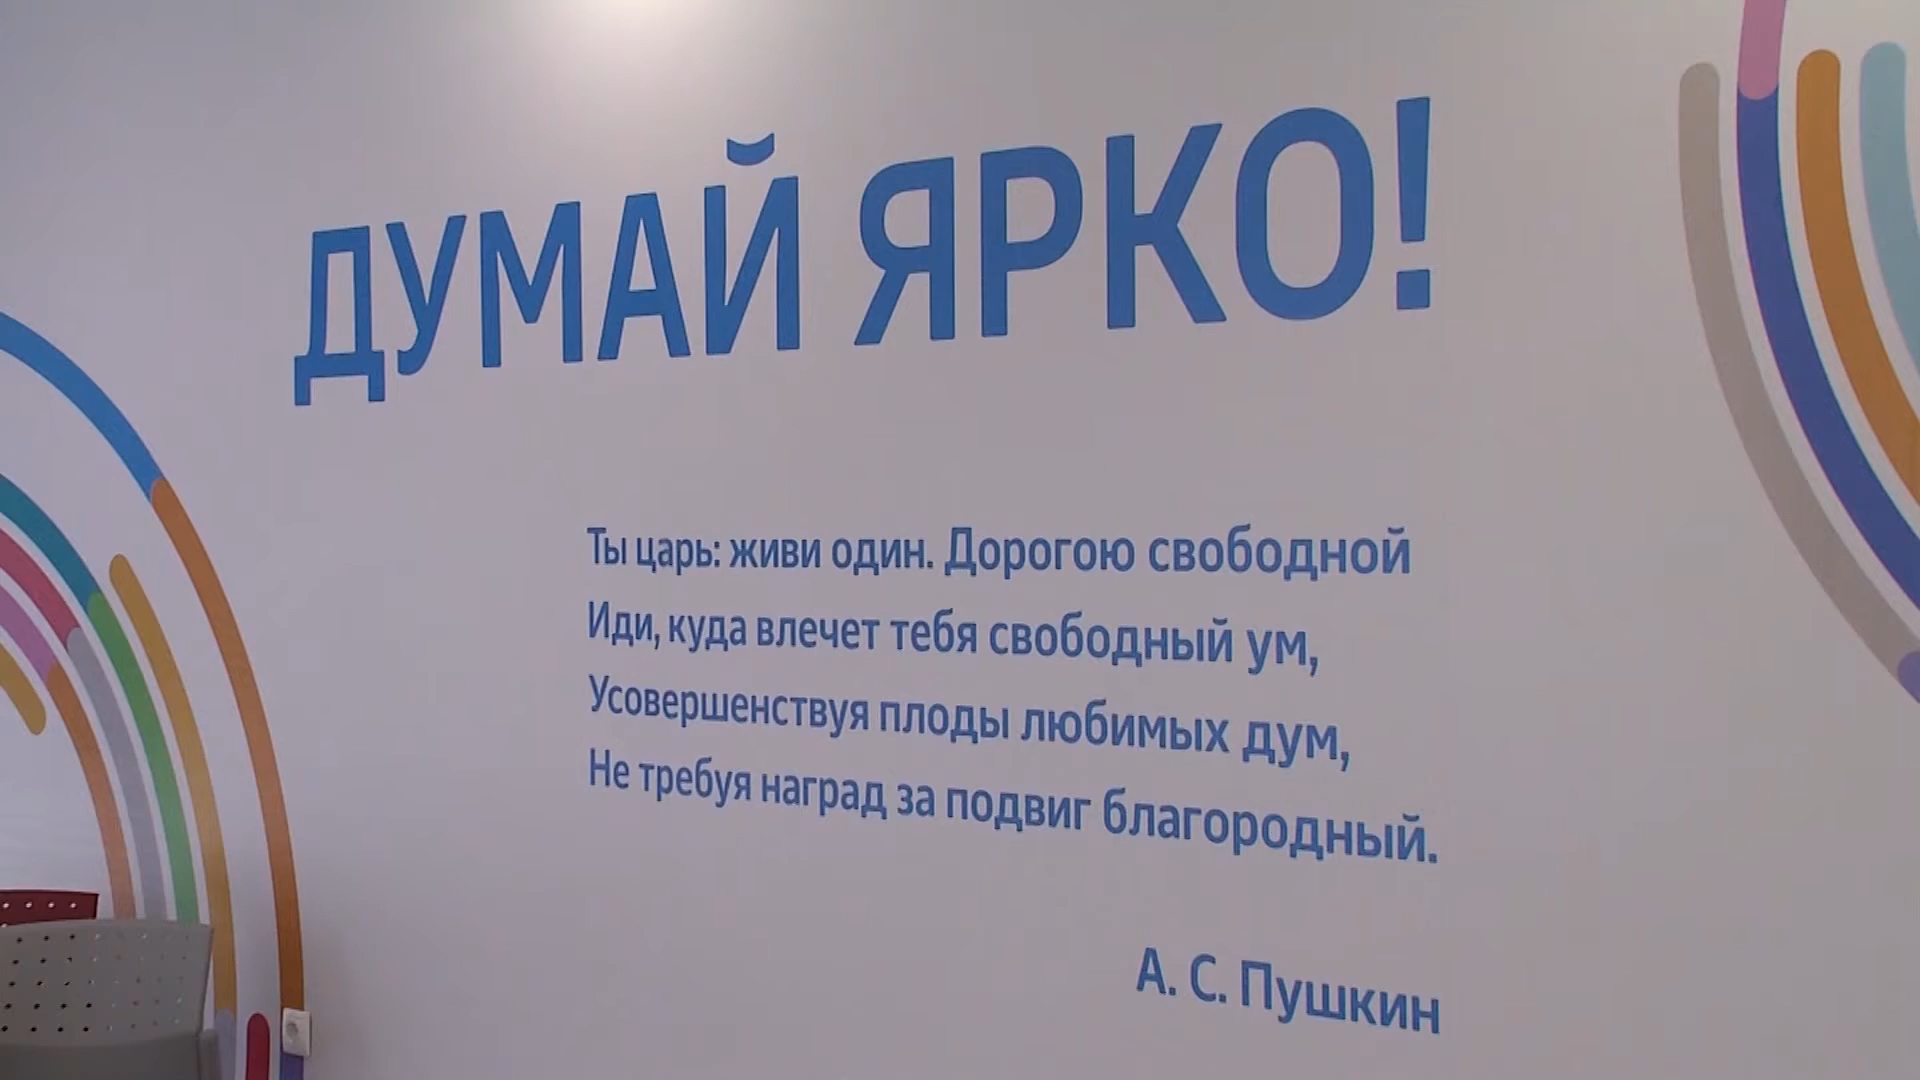 ДУМАЙ ЯРКО!
Ты царь: живи один. Дорогою свободной
Иди, куда влечет тебя свободный ум,
Усовершенствуя плоды любимых дум,
Не требуя наград за подвиг благородный.
А. С. Пушкин